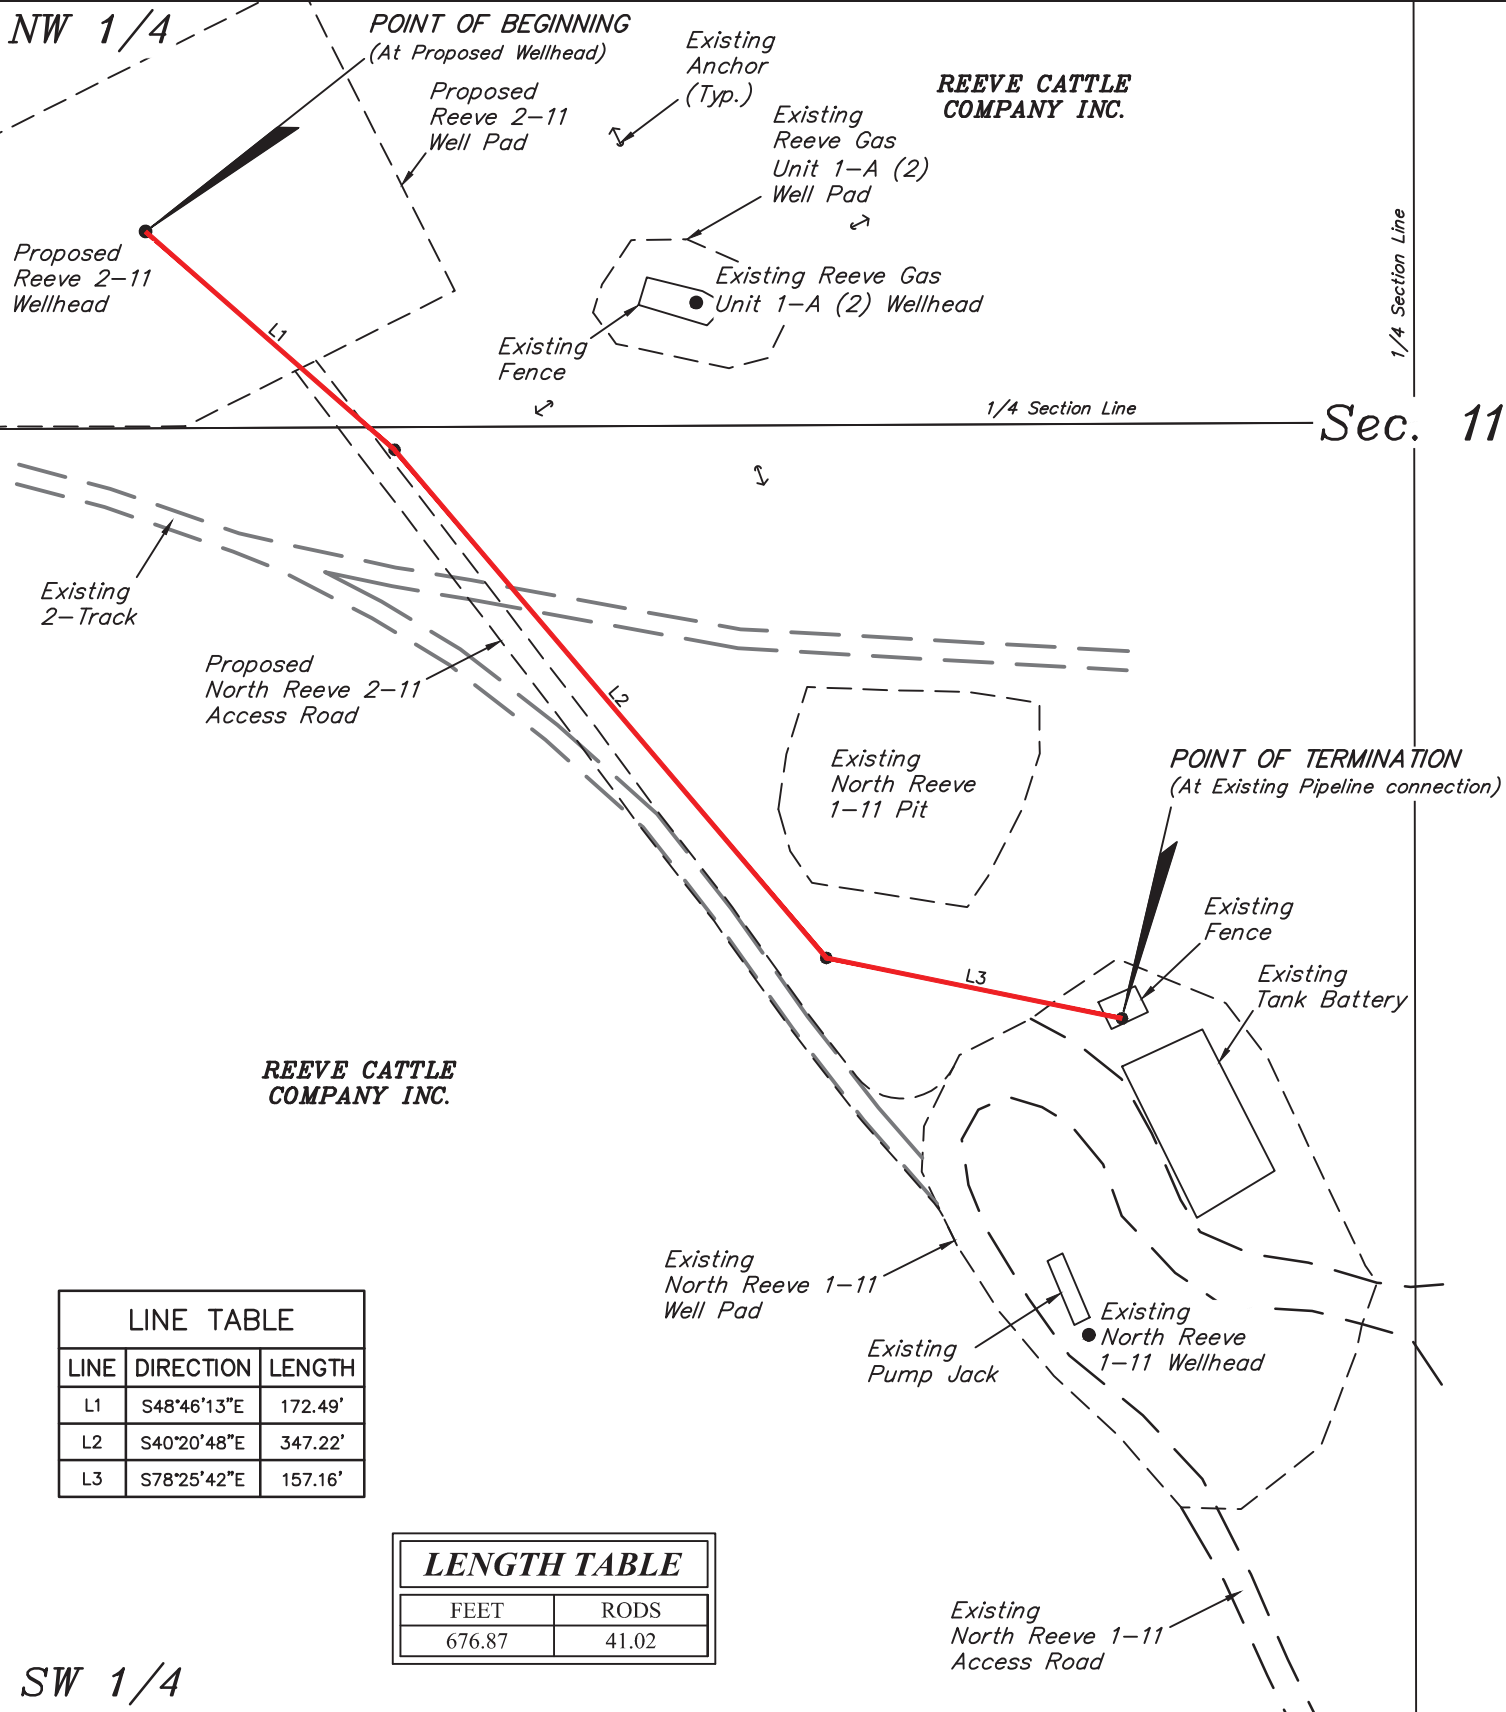 NW 1/4
POINT OF BEGINNING
(At Proposed Wellhead)
Proposed
Reeve 2-11
Well Pad
Existing
Anchor
(Typ.)
REEVE CATTLE
COMPANY INC.
Existing
Reeve Gas
Unit 1-A (2)
Well Pad
Proposed
Reeve 2-11
Wellhead
Existing Reeve Gas
Unit 1-A (2) Wellhead
Existing
Fence
L1
1/4 Section Line
1/4 Section Line
Sec. 11
Existing
2-Track
Proposed
North Reeve 2-11
Access Road
L2
Existing
North Reeve
1-11 Pit
POINT OF TERMINATION
(At Existing Pipeline connection)
Existing
Fence
L3
Existing
Tank Battery
REEVE CATTLE
COMPANY INC.
Existing
North Reeve 1-11
Well Pad
Existing
Pump Jack
Existing
North Reeve
1-11 Wellhead
LINE TABLE
LINE DIRECTION LENGTH
L1 S48°46'13"E 172.49'
L2 S40°20'48"E 347.22'
L3 S78°25'42"E 157.16'
LENGTH TABLE
FEET RODS
676.87 41.02
Existing
North Reeve 1-11
Access Road
SW 1/4